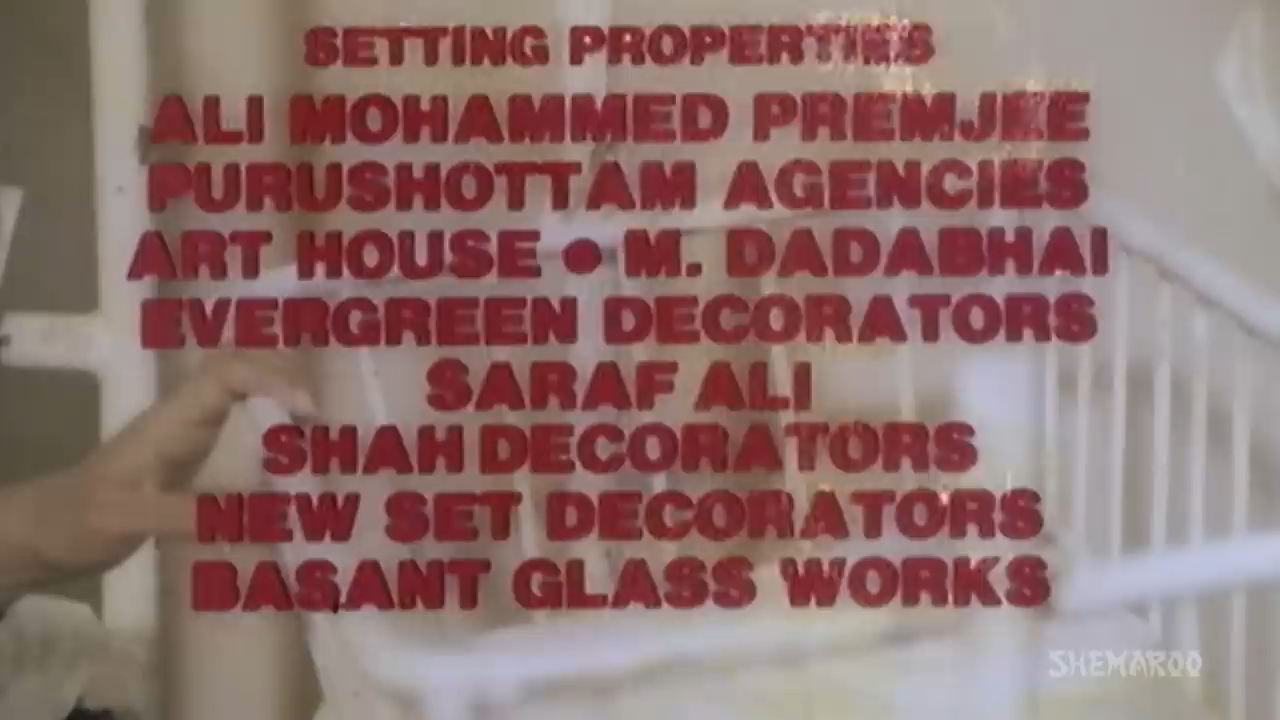 SETTING PROPERTIES
ALI MOHAMMED PREMJEE
PURUSHOTTAM AGENCIES
ART HOUSE • M. DADABHAI
EVERGREEN DECORATORS
SARAF ALI
SHAH DECORATORS
NEW SET DECORATORS
BASANT GLASS WORKS
SHEMAROO